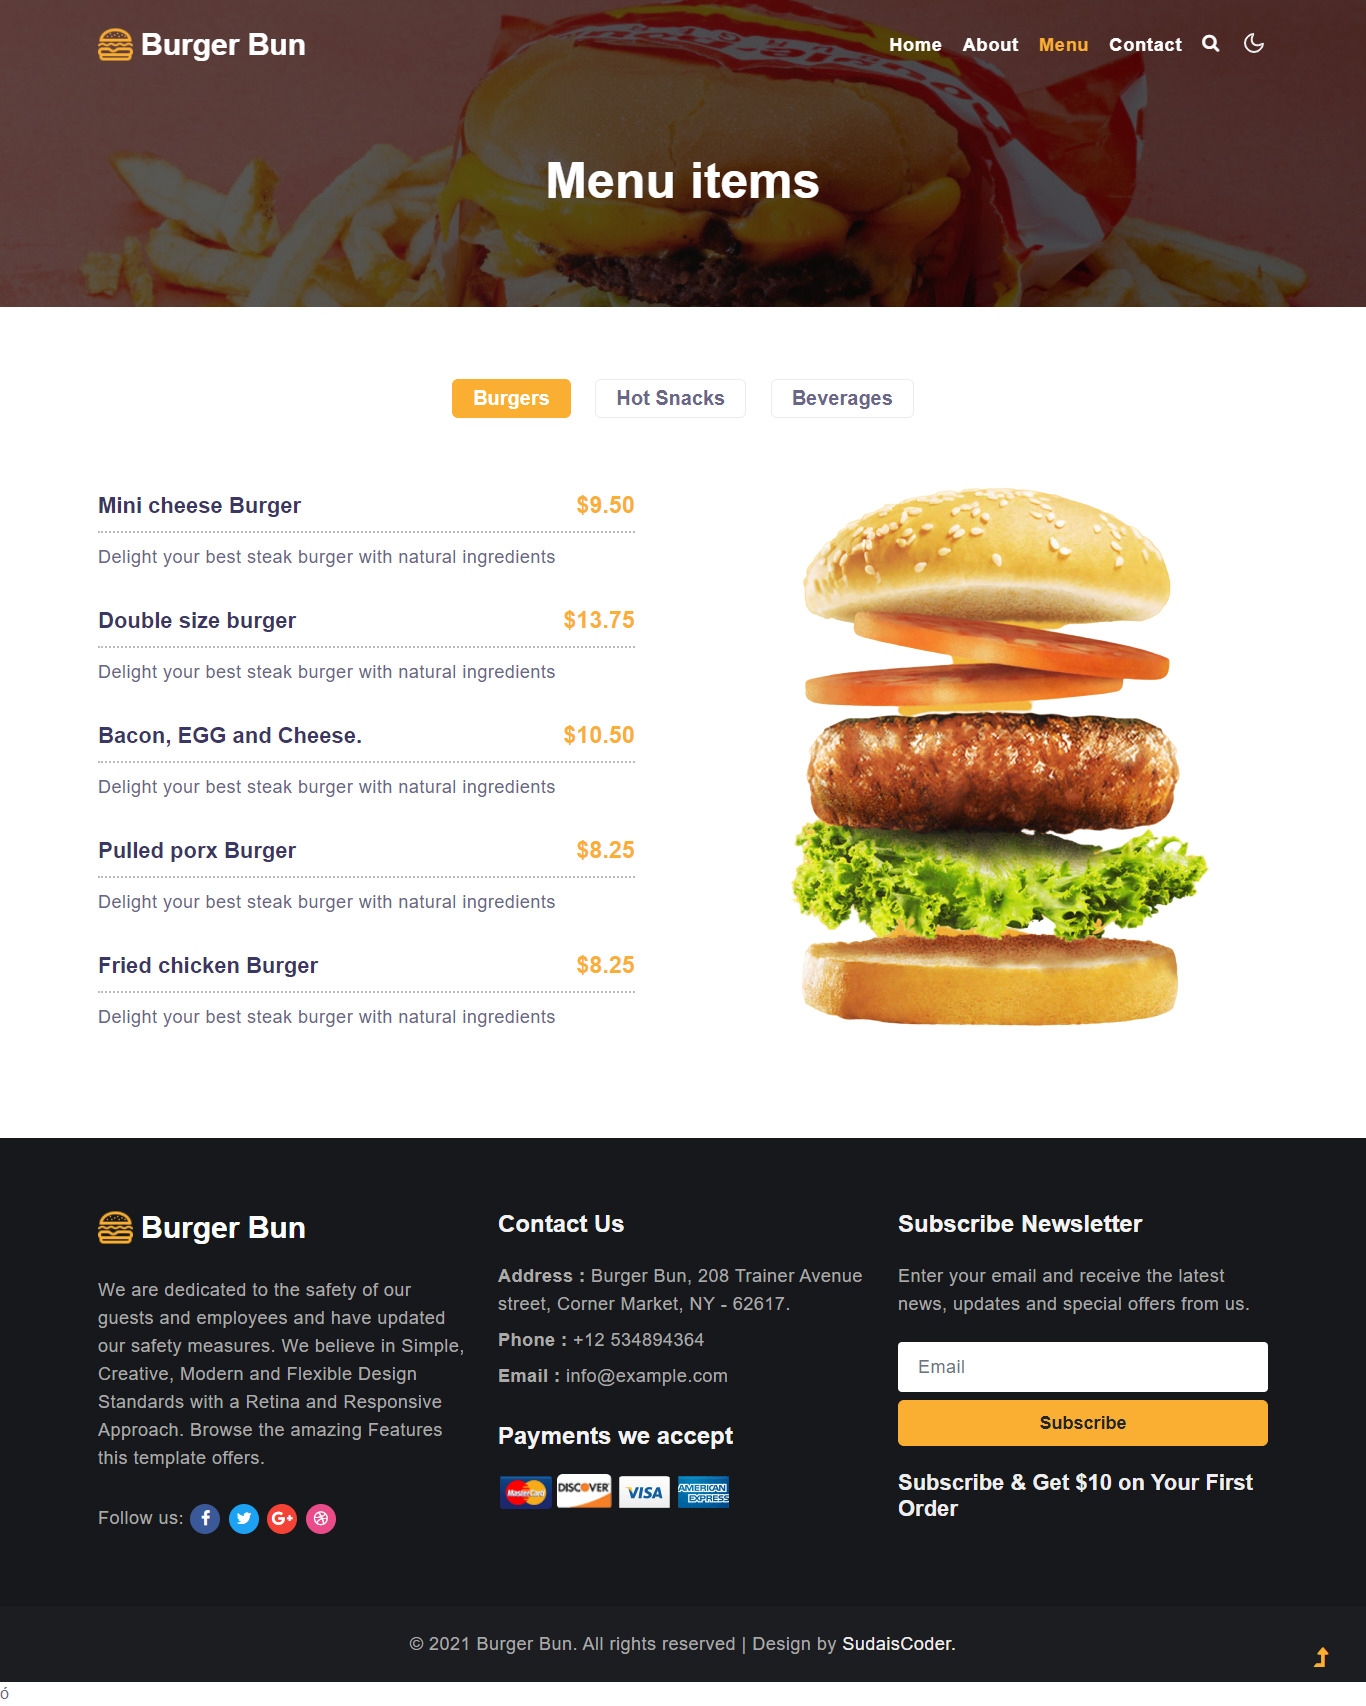 Burger Bun
Home About Menu Contact
Menu items
Burgers Hot Snacks Beverages
Mini cheese Burger $9.50
Delight your best steak burger with natural ingredients
Double size burger $13.75
Delight your best steak burger with natural ingredients
Bacon, EGG and Cheese. $10.50
Delight your best steak burger with natural ingredients
Pulled porx Burger $8.25
Delight your best steak burger with natural ingredients
Fried chicken Burger $8.25
Delight your best steak burger with natural ingredients
Burger Bun
We are dedicated to the safety of our
guests and employees and have updated
our safety measures. We believe in Simple,
Creative, Modern and Flexible Design
Standards with a Retina and Responsive
Approach. Browse the amazing Features
this template offers.
Follow us:
Contact Us
Address : Burger Bun, 208 Trainer Avenue
street, Corner Market, NY - 62617.
Phone : +12 534894364
Email : info@example.com
Payments we accept
MasterCard DISCOVER VISA AMERICAN EXPRESS
Subscribe Newsletter
Enter your email and receive the latest
news, updates and special offers from us.
Email
Subscribe
Subscribe & Get $10 on Your First
Order
© 2021 Burger Bun. All rights reserved | Design by SudaisCoder.
ó